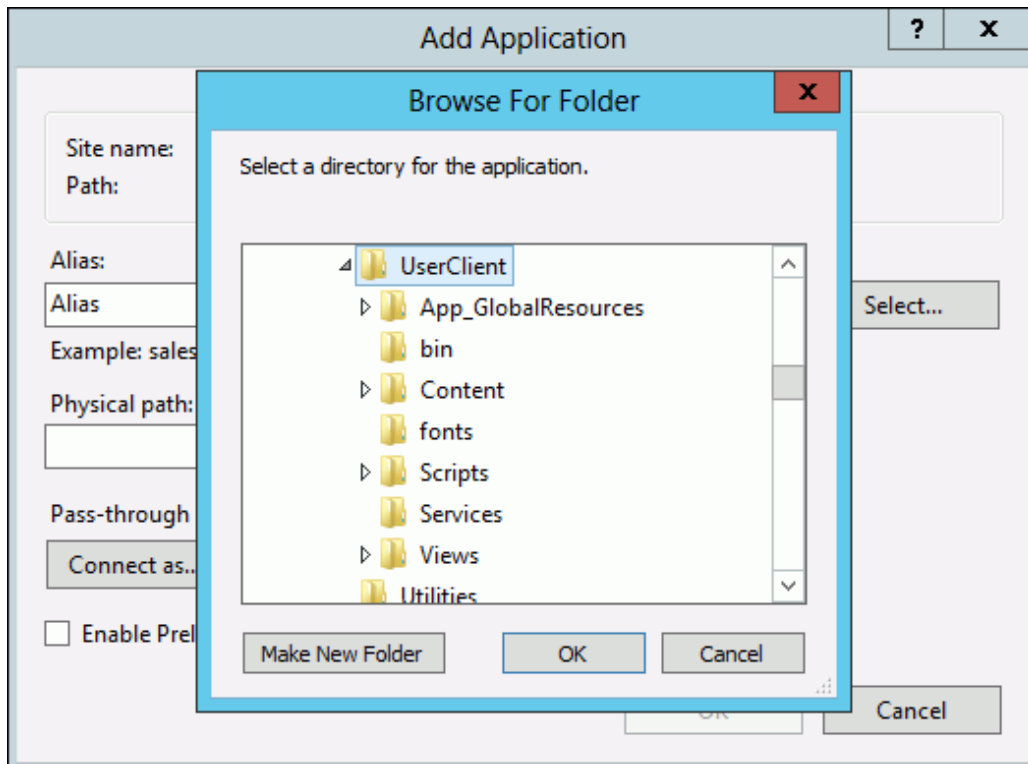 Add Application
?
x
Browse For Folder
x
Site name:
Path:
Select a directory for the application.
Alias:
Alias
Select...
Example: sales
Physical path:
UserClient
App_GlobalResources
bin
Content
fonts
Scripts
Services
Views
Utilities
Pass-through
Connect as..
Enable Prel
Make New Folder
OK
Cancel
OK
Cancel